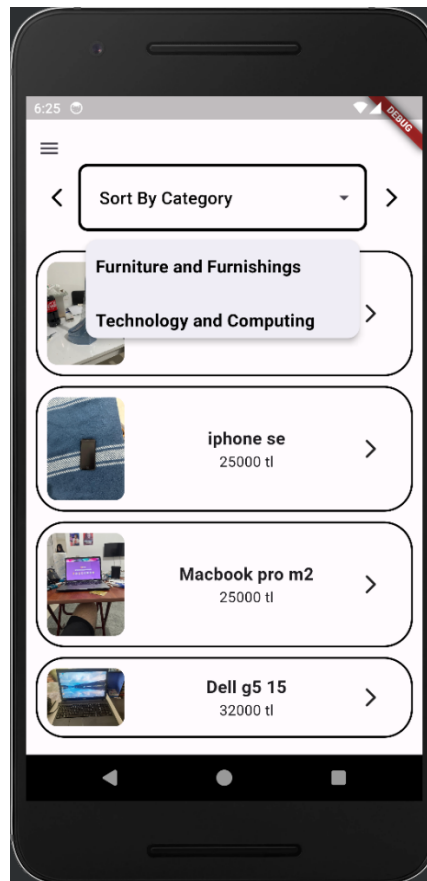 6:25
DEBUG
Sort By Category
Furniture and Furnishings
Technology and Computing
iphone se
25000 tl
Macbook pro m2
25000 tl
Dell g5 15
32000 tl